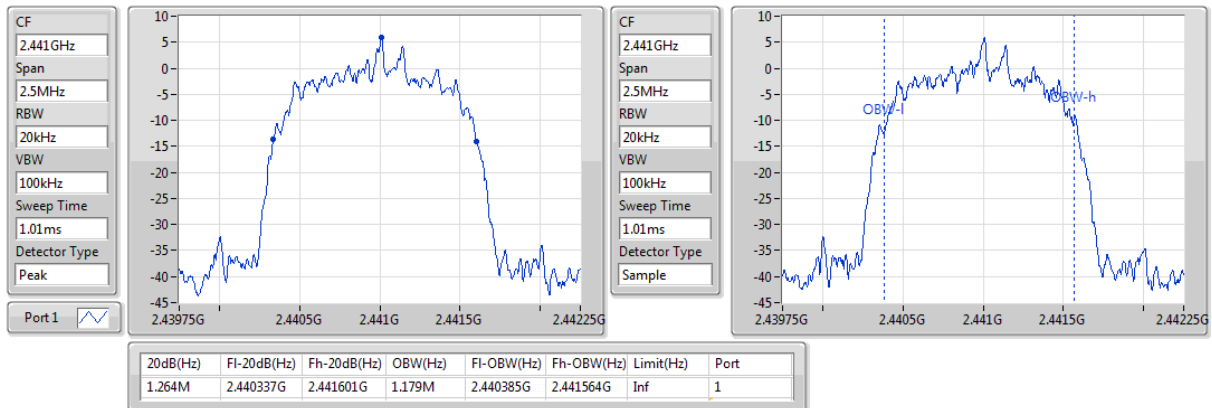 CF
2.441GHz
Span
2.5MHz
RBW
20kHz
VBW
100kHz
Sweep Time
1.01ms
Detector Type
Peak
Port 1
10
5
0
-5
-10
-15
-20
-25
-30
-35
-40
-45
2.43975G 2.4405G 2.441G 2.4415G 2.44225G
CF
2.441GHz
Span
2.5MHz
RBW
20kHz
VBW
100kHz
Sweep Time
1.01ms
Detector Type
Sample
10
5
0
-5
-10
-15
-20
-25
-30
-35
-40
-45
OBW-l
OBW-h
2.43975G 2.4405G 2.441G 2.4415G 2.44225G
20dB(Hz) Fl-20dB(Hz) Fh-20dB(Hz) OBW(Hz) Fl-OBW(Hz) Fh-OBW(Hz) Limit(Hz) Port
1.264M 2.440337G 2.441601G 1.179M 2.440385G 2.441564G Inf 1